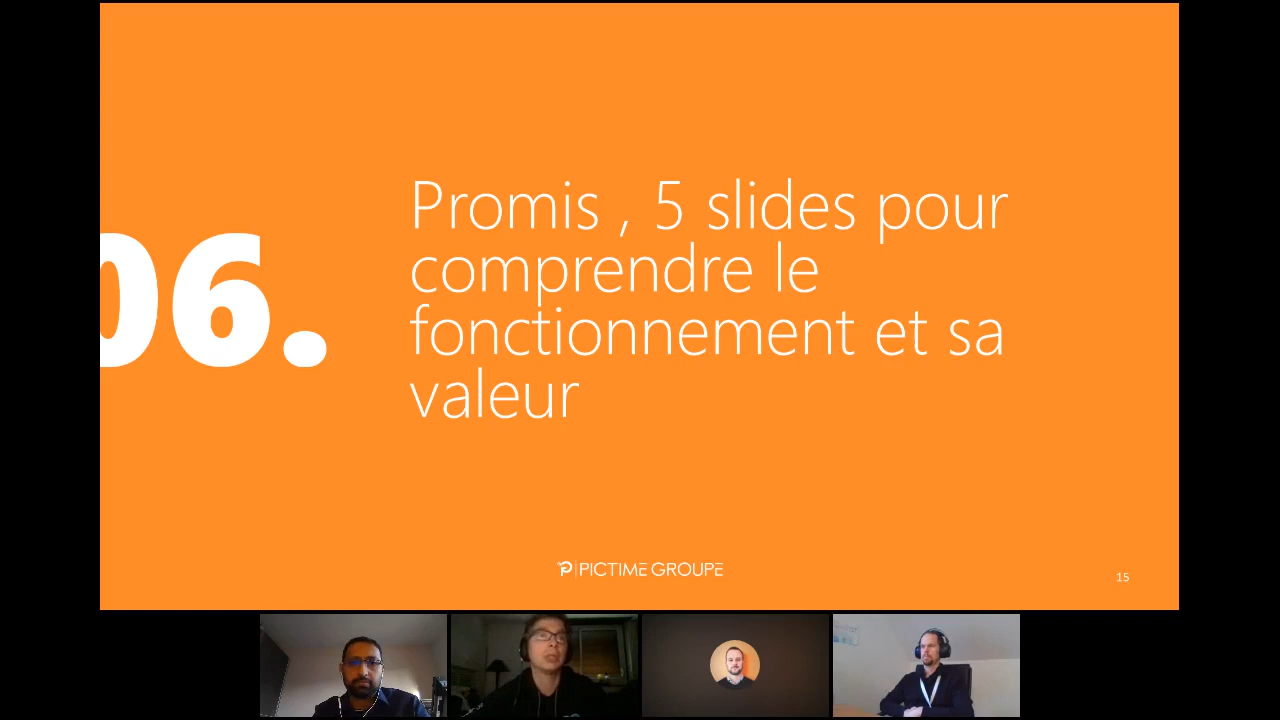 06.
Promis , 5 slides pour
comprendre le
fonctionnement et sa
valeur
PICTIME GROUPE
15